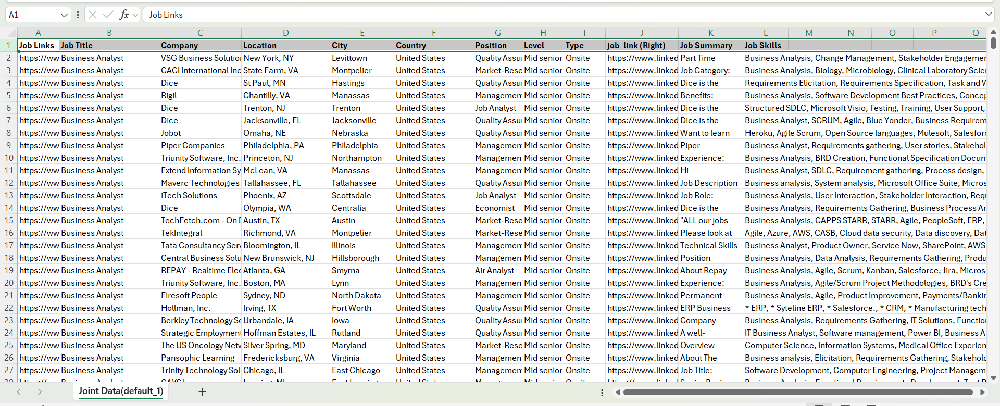 A1 fx Job Links
A B C D E F G H I J K L M N O P Q
1 Job Links Job Title Company Location City Country Position Level Type job_link (Right) Job Summary Job Skills
2 https://ww Business Analyst VSG Business Solution New York, NY Levittown United States Quality Assu Mid senior Onsite https://www.linked Part Time Business Analysis, Change Management, Stakeholder Engagemen
3 https://ww Business Analyst CACI International Inc State Farm, VA Montpelier United States Market-Rese Mid senior Onsite https://www.linked Job Category: Business Analysis, Biology, Microbiology, Clinical Laboratory Scien
4 https://ww Business Analyst Dice St Paul, MN Hastings United States Quality Assu Mid senior Onsite https://www.linked Dice is the Requirements Elicitation, Requirements Specification, Task and W
5 https://ww Business Analyst Rigil Chantilly, VA Manassas United States Managemen Mid senior Onsite https://www.linked Benefits: Business Analysis, Software Development Best Practices, Concep
6 https://ww Business Analyst Dice Trenton, NJ Trenton United States Job Analyst Mid senior Onsite https://www.linked Dice is the Structured SDLC, Microsoft Visio, Testing, Training, User Support,
7 https://ww Business Analyst Dice Jacksonville, FL Jacksonville United States Quality Assu Mid senior Onsite https://www.linked Dice is the Business Analyst, SCRUM, Agile, Blue Yonder, Business Requirem
8 https://ww Business Analyst Jobot Omaha, NE Nebraska United States Quality Assu Mid senior Onsite https://www.linked Want to learn Heroku, Agile Scrum, Open Source languages, Mulesoft, Salesforc
9 https://ww Business Analyst Piper Companies Philadelphia, PA Philadelphia United States Managemen Mid senior Onsite https://www.linked Piper Business Analyst, Requirements gathering, User stories, Stakehol
10 https://ww Business Analyst Triunity Software, Inc. Princeton, NJ Northampton United States Managemen Mid senior Onsite https://www.linked Experience: Business Analysis, BRD Creation, Functional Specification Docum
11 https://ww Business Analyst Extend Information Sy McLean, VA Manassas United States Managemen Mid senior Onsite https://www.linked Hi Business Analyst, SDLC, Requirement gathering, Process design,
12 https://ww Business Analyst Maverc Technologies Tallahassee, FL Tallahassee United States Quality Assu Mid senior Onsite https://www.linked Job Description Business analysis, System analysis, Microsoft Office Suite, Micros
13 https://ww Business Analyst iTech Solutions Phoenix, AZ Scottsdale United States Job Analyst Mid senior Onsite https://www.linked Job Role: Business Analysis, User Interaction, Stakeholder Interaction, Requ
14 https://ww Business Analyst Dice Olympia, WA Centralia United States Economist Mid senior Onsite https://www.linked Dice is the Business Analysis, Requirements Gathering, Business Process An
15 https://ww Business Analyst TechFetch.com - On D Austin, TX Austin United States Market-Rese Mid senior Onsite https://www.linked "ALL our jobs Business Analysis, CAPPS STARR, STARR, Agile, PeopleSoft, ERP,
16 https://ww Business Analyst TekIntegral Richmond, VA Montpelier United States Market-Rese Mid senior Onsite https://www.linked Please look at Agile, Azure, AWS, CASB, Cloud data security, Data discovery, Dat
17 https://ww Business Analyst Tata Consultancy Serv Bloomington, IL Illinois United States Managemen Mid senior Onsite https://www.linked Technical Skills Business Analyst, Product Owner, Service Now, SharePoint, AWS
18 https://ww Business Analyst Central Business Solu New Brunswick, NJ Hillsborough United States Managemen Mid senior Onsite https://www.linked Position Business Analysis, Data Analysis, Requirements Gathering, Produ
19 https://ww Business Analyst REPAY - Realtime Elec Atlanta, GA Smyrna United States Air Analyst Mid senior Onsite https://www.linked About Repay Business Analysis, Agile, Scrum, Kanban, Salesforce, Jira, Microso
20 https://ww Business Analyst Triunity Software, Inc. Boston, MA Lynn United States Managemen Mid senior Onsite https://www.linked Experience: Business Analysis, Agile/Scrum Project Methodologies, BRD's Cre
21 https://ww Business Analyst Firesoft People Sydney, ND North Dakota United States Managemen Mid senior Onsite https://www.linked Permanent Business Analysis, Agile, Product Improvement, Payments/Bankin
22 https://ww Business Analyst Hollman, Inc. Irving, TX Fort Worth United States Quality Assu Mid senior Onsite https://www.linked ERP Business * ERP, * Syteline ERP, * Salesforce., * CRM, * Manufacturing tech
23 https://ww Business Analyst Berkley Technology Se Urbandale, IA Iowa United States Quality Assu Mid senior Onsite https://www.linked Company Business Analysis, Requirements Gathering, IT Solutions, Function
24 https://ww Business Analyst Strategic Employment Hoffman Estates, IL Rutland United States Quality Assu Mid senior Onsite https://www.linked A well- IT Business Analyst, Software management, Power BI, Business An
25 https://ww Business Analyst The US Oncology Netw Silver Spring, MD Maryland United States Market-Rese Mid senior Onsite https://www.linked Overview Computer Science, Information Systems, Medical Office Experien
26 https://ww Business Analyst Pansophic Learning Fredericksburg, VA Virginia United States Managemen Mid senior Onsite https://www.linked About The Business analysis, Elicitation, Requirements Gathering, Stakehold
27 https://ww Business Analyst Trinity Technology Solu Chicago, IL East Chicago United States Managemen Mid senior Onsite https://www.linked Job Title: Software Development, Computer Engineering, Project Managem
Joint Data(default_1)